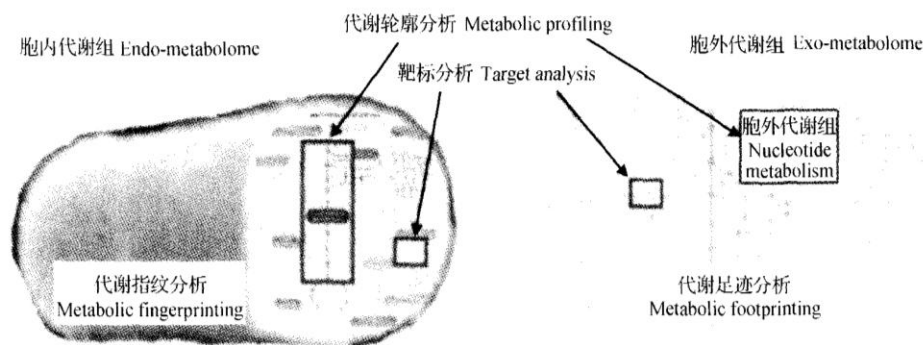 代谢轮廓分析 Metabolic profiling
胞内代谢组 Endo-metabolome
胞外代谢组 Exo-metabolome
靶标分析 Target analysis
胞外代谢组
Nucleotide
metabolism
代谢指纹分析
Metabolic fingerprinting
代谢足迹分析
Metabolic footprinting